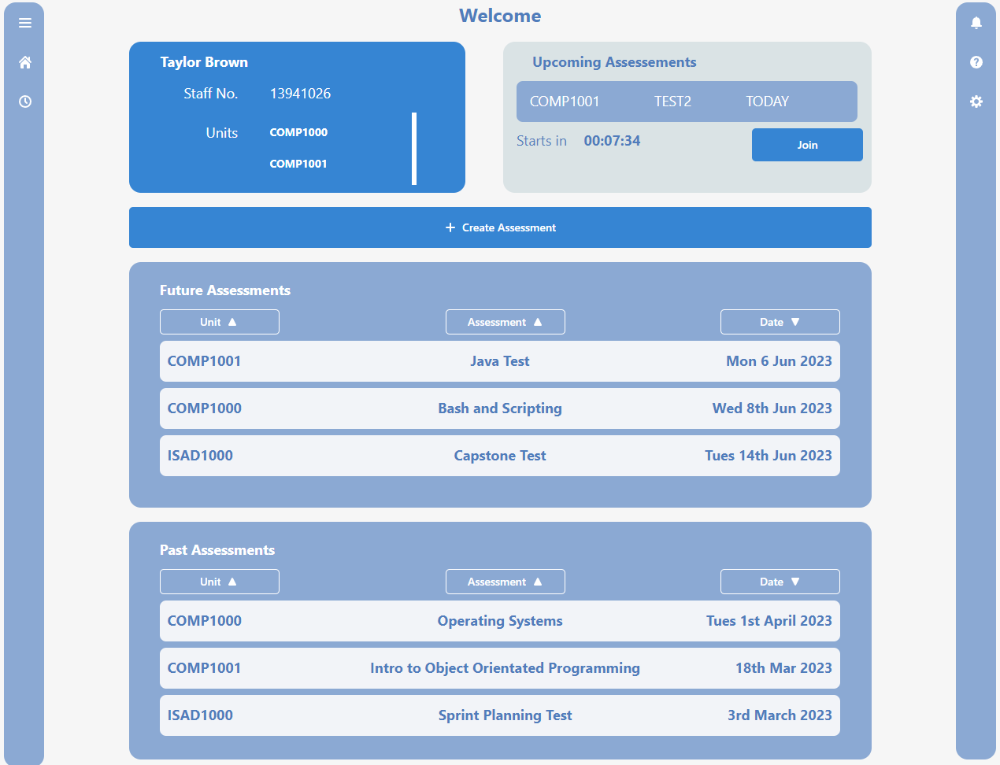 Welcome
Taylor Brown
Staff No. 13941026
Units COMP1000
COMP1001
Upcoming Assessements
COMP1001 TEST2 TODAY
Starts in 00:07:34 Join
+ Create Assessment
Future Assessments
Unit ▲ Assessment ▲ Date ▼
COMP1001 Java Test Mon 6 Jun 2023
COMP1000 Bash and Scripting Wed 8th Jun 2023
ISAD1000 Capstone Test Tues 14th Jun 2023
Past Assessments
Unit ▲ Assessment ▲ Date ▼
COMP1000 Operating Systems Tues 1st April 2023
COMP1001 Intro to Object Orientated Programming 18th Mar 2023
ISAD1000 Sprint Planning Test 3rd March 2023